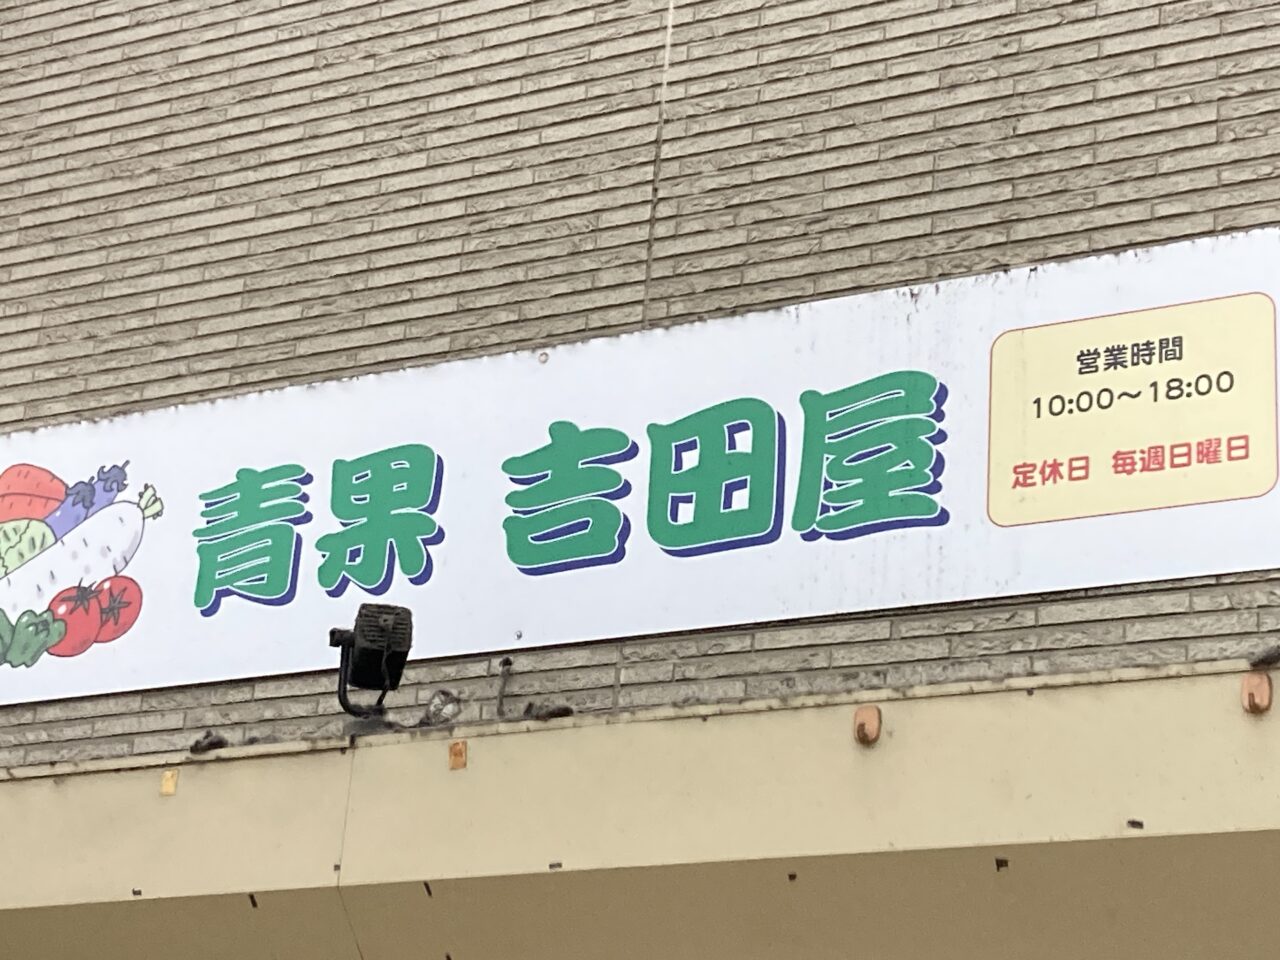 青果 吉田屋
営業時間
10:00〜18:00
定休日 毎週日曜日